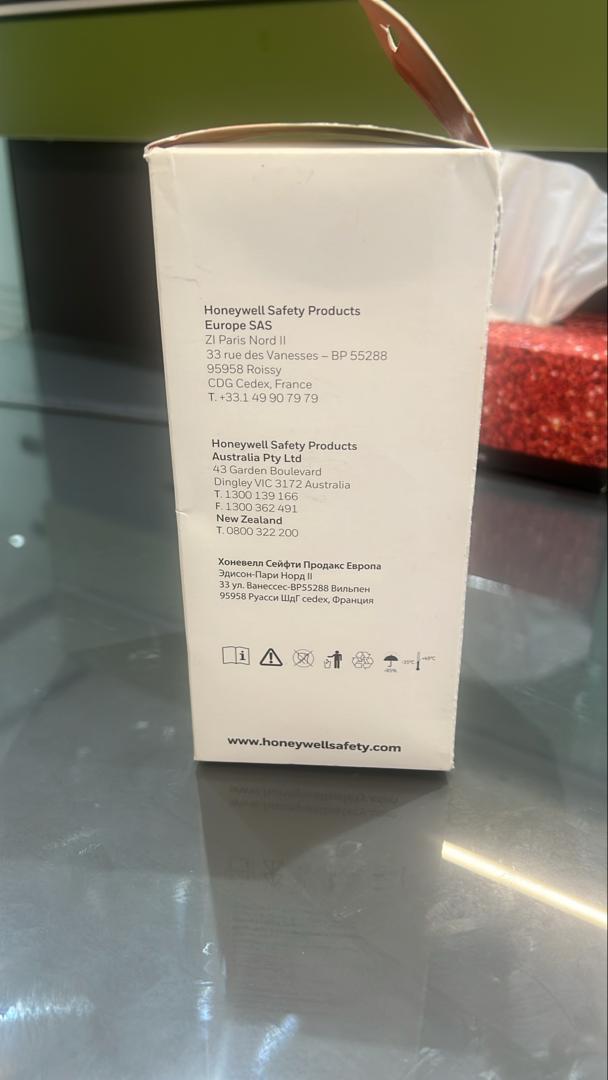 Honeywell Safety Products
Europe SAS
ZI Paris Nord II
33 rue des Vanesses – BP 55288
95958 Roissy
CDG Cedex, France
T. +33.1 49 90 79 79
Honeywell Safety Products
Australia Pty Ltd
43 Garden Boulevard
Dingley VIC 3172 Australia
T. 1300 139 166
F. 1300 362 491
New Zealand
T. 0800 322 200
Хоневелл Сейфти Продакс Европа
Эдисон-Пари Норд II
33 ул. Ванессес-BP55288 Вильпен
95958 Руасси ШдГ cedex, Франция
www.honeywellsafety.com